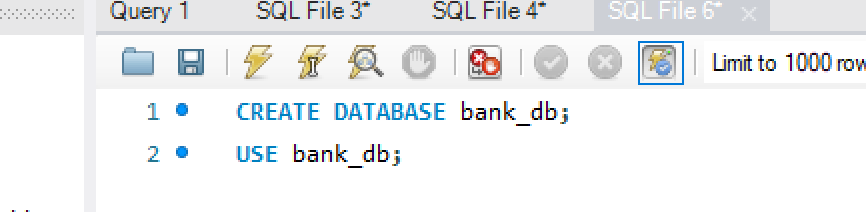 Query 1 SQL File 3* SQL File 4* SQL File 6*
Limit to 1000 row
1 CREATE DATABASE bank_db;
2 USE bank_db;